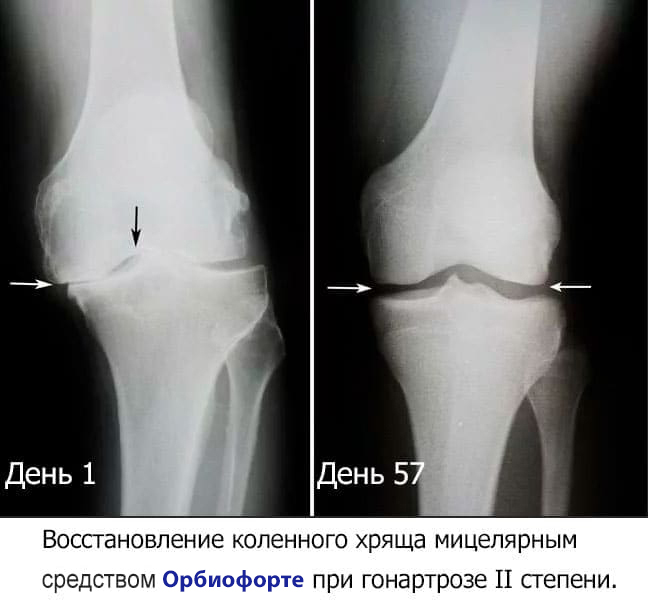 День 1
День 57
Восстановление коленного хряща мицелярным
средством Орбиофорте при гонартрозе II степени.